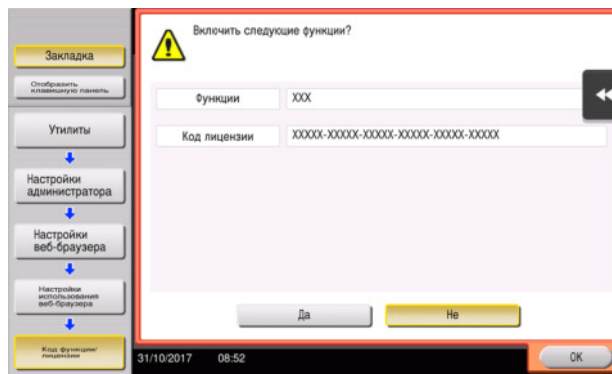 Закладка
Отобразить
клавишную панель
Утилиты
Настройки
администратора
Настройки
веб-браузера
Настройки
использования
веб-браузера
Код функции/
лицензии
Включить следующие функции?
Функции XXX
Код лицензии XXXXX-XXXXX-XXXXX-XXXXX-XXXXX-XXXXX
Да Не
31/10/2017 08:52 OK